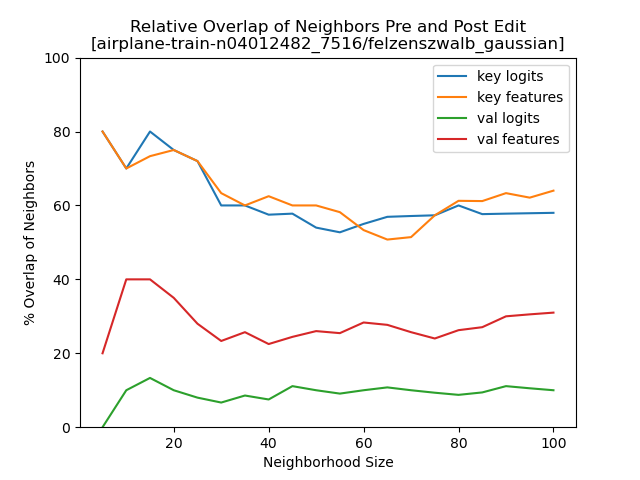 Relative Overlap of Neighbors Pre and Post Edit
[airplane-train-n04012482_7516/felzenszwalb_gaussian]
100
80
60
40
20
0
% Overlap of Neighbors
key logits
key features
val logits
val features
20 40 60 80 100
Neighborhood Size